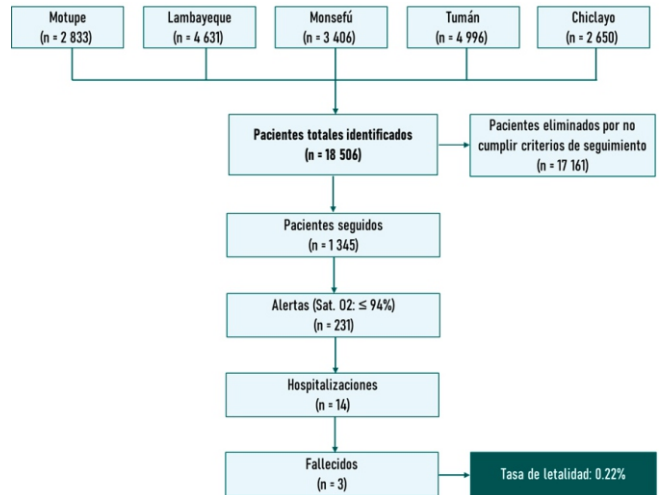 Motupe
(n = 2 833)
Lambayeque
(n = 4 631)
Monsefú
(n = 3 406)
Tumán
(n = 4 996)
Chiclayo
(n = 2 650)
Pacientes totales identificados
(n = 18 506)
Pacientes eliminados por no
cumplir criterios de seguimiento
(n = 17 161)
Pacientes seguidos
(n = 1 345)
Alertas (Sat. O2: ≤ 94%)
(n = 231)
Hospitalizaciones
(n = 14)
Fallecidos
(n = 3)
Tasa de letalidad: 0.22%